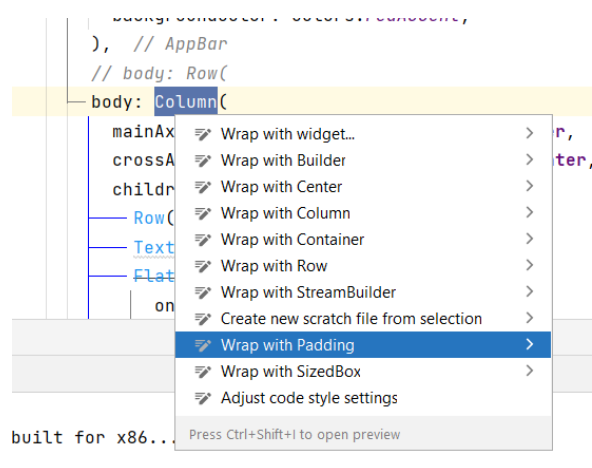 backgroundColor: Colors.redAccent,
),  // AppBar
// body: Row(
body: Column(
mainAx
r,
crossA
ter,
childr
Row(
Text
Flat
on
Wrap with widget...
Wrap with Builder
Wrap with Center
Wrap with Column
Wrap with Container
Wrap with Row
Wrap with StreamBuilder
Create new scratch file from selection
Wrap with Padding
Wrap with SizedBox
Adjust code style settings
Press Ctrl+Shift+I to open preview
built for x86...